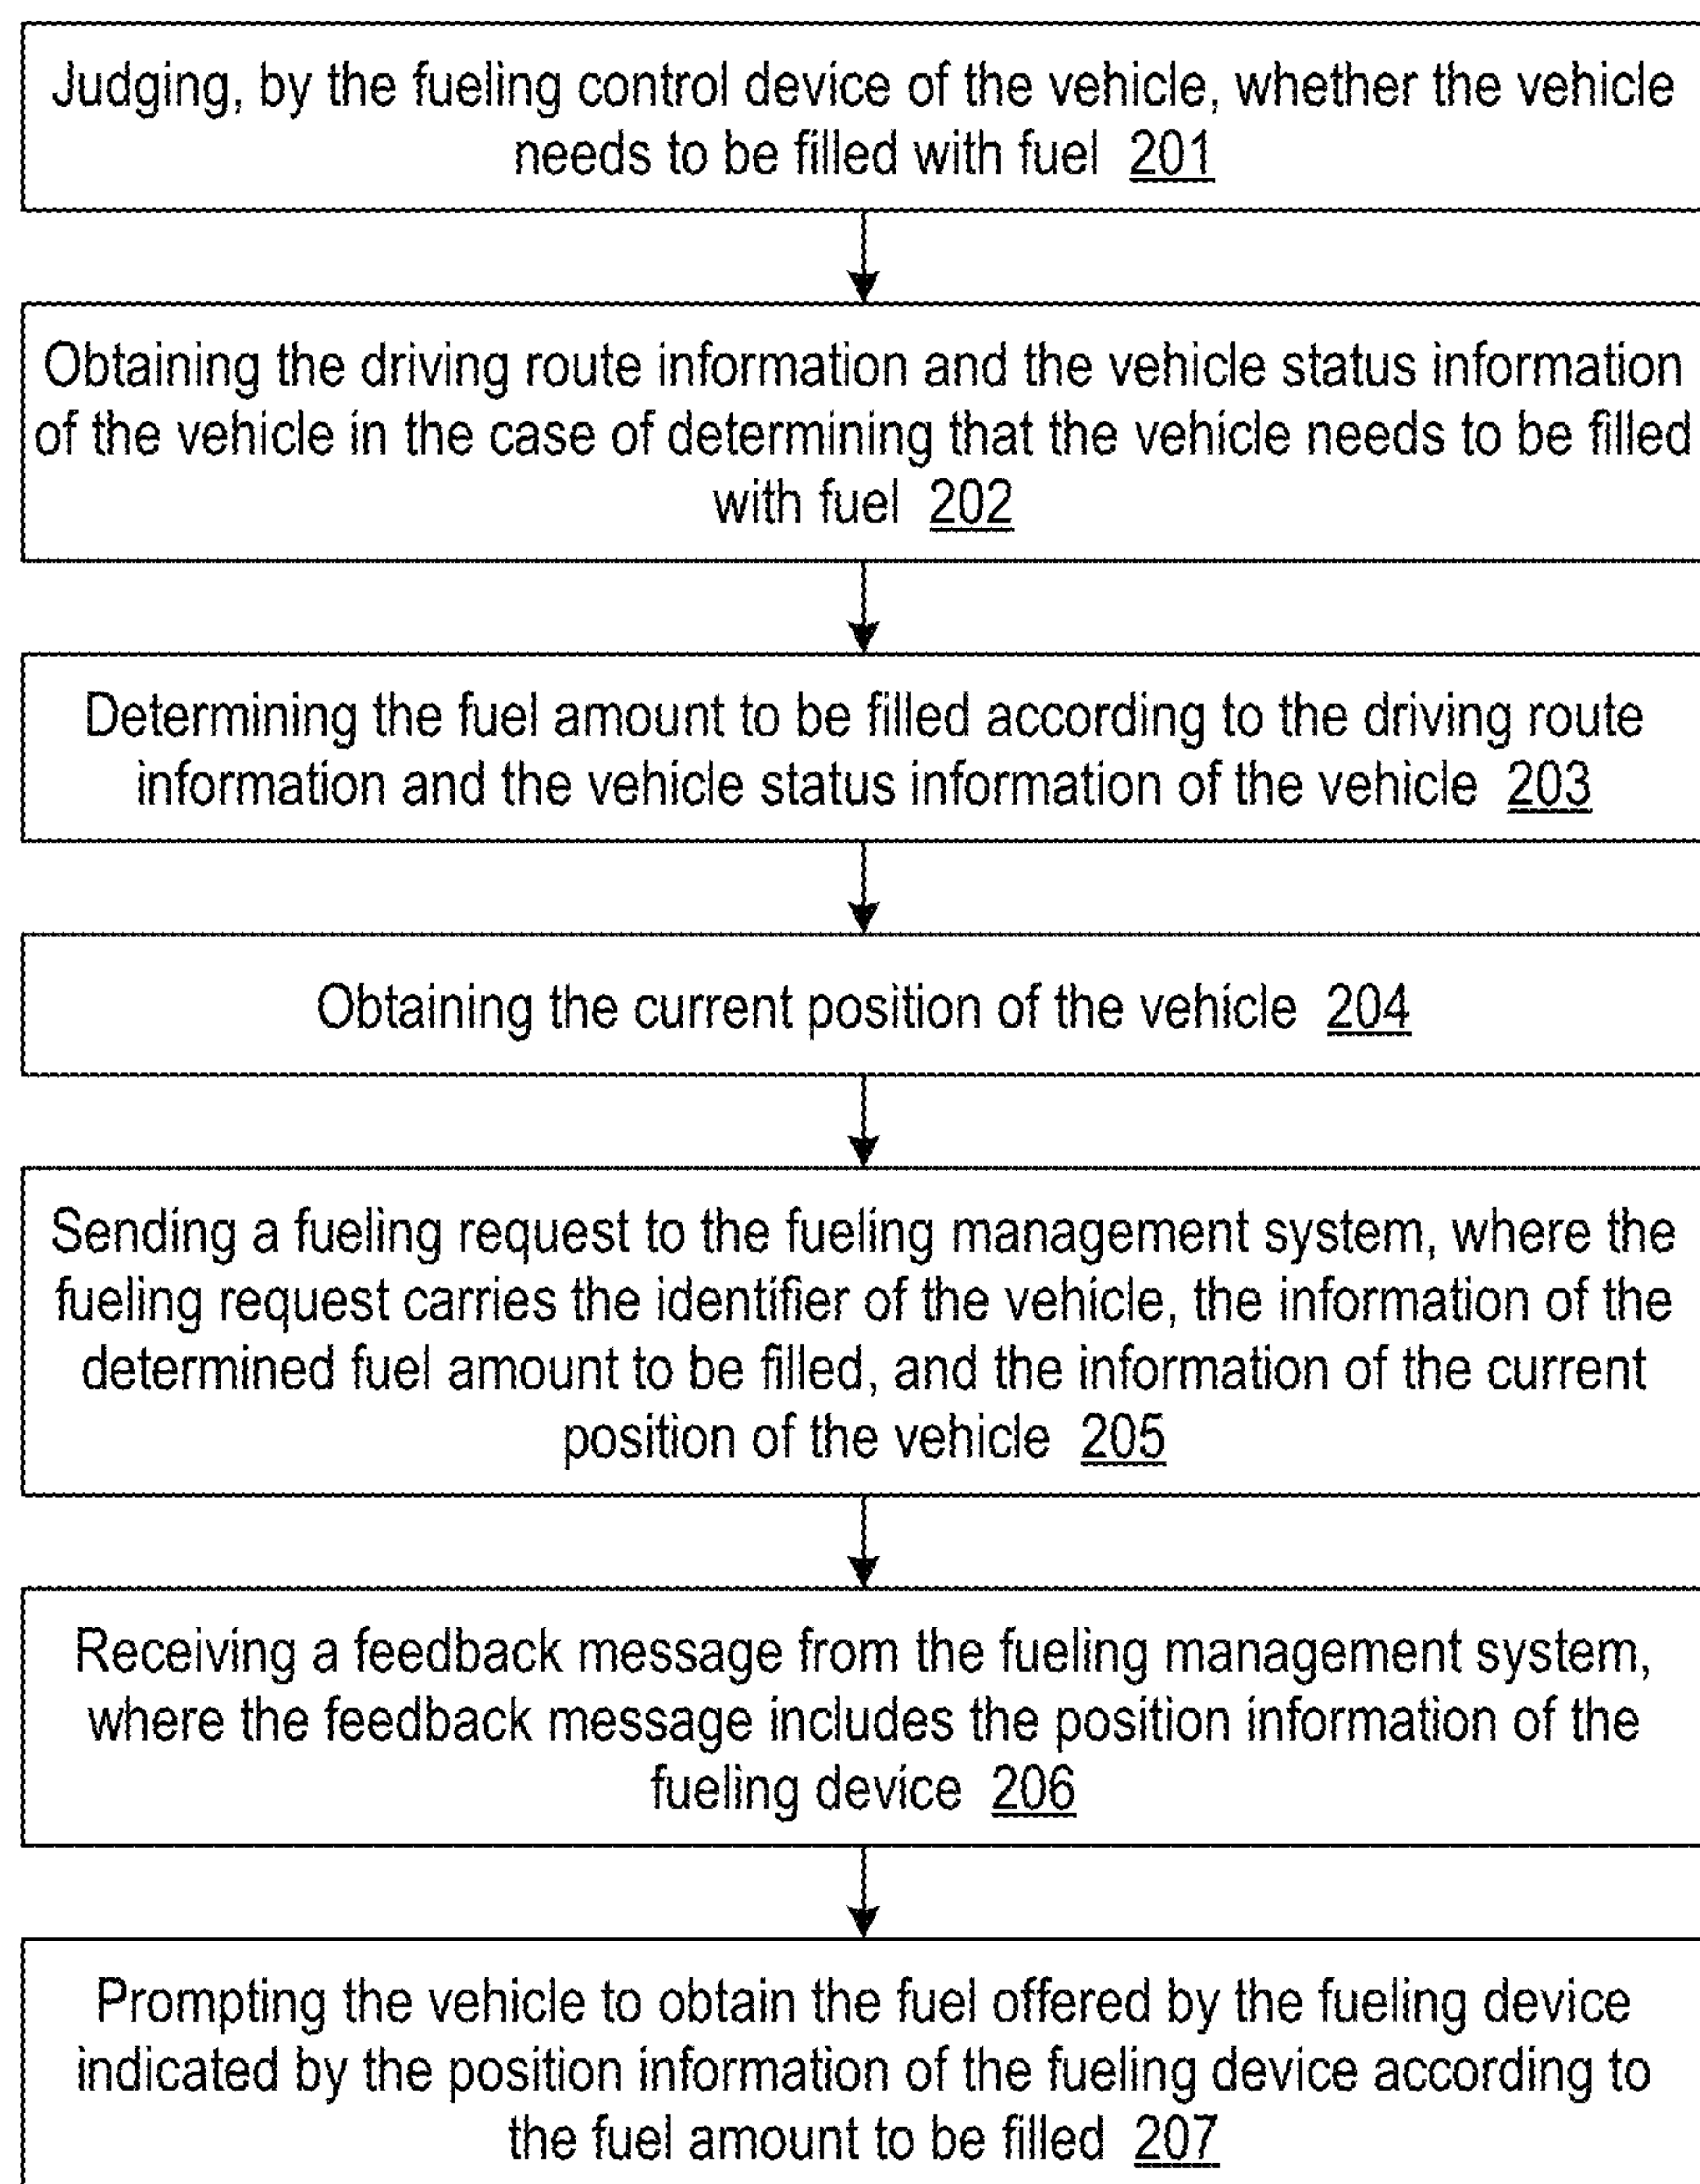 Judging, by the fueling control device of the vehicle, whether the vehicle
needs to be filled with fuel 201
Obtaining the driving route information and the vehicle status information
of the vehicle in the case of determining that the vehicle needs to be filled
with fuel 202
Determining the fuel amount to be filled according to the driving route
information and the vehicle status information of the vehicle 203
Obtaining the current position of the vehicle 204
Sending a fueling request to the fueling management system, where the
fueling request carries the identifier of the vehicle, the information of the
determined fuel amount to be filled, and the information of the current
position of the vehicle 205
Receiving a feedback message from the fueling management system,
where the feedback message includes the position information of the
fueling device 206
Prompting the vehicle to obtain the fuel offered by the fueling device
indicated by the position information of the fueling device according to
the fuel amount to be filled 207